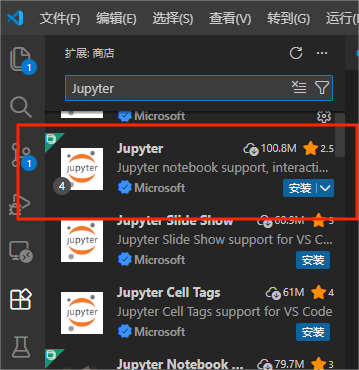 文件(F) 编辑(E) 选择(S) 查看(V) 转到(G) 运行(
扩展: 商店
Jupyter
Microsoft
Jupyter 100.8M 2.5
Jupyter notebook support, interacti...
Microsoft 安装
jupyter
4
1
1
Jupyter Slide Show 60.9M 3
Jupyter Slide Show support for VS C...
Microsoft 安装
jupyter
Jupyter Cell Tags 61M 4
Jupyter Cell Tags support for VS Code
Microsoft 安装
jupyter
Jupyter Notebook ... 79.7M 3